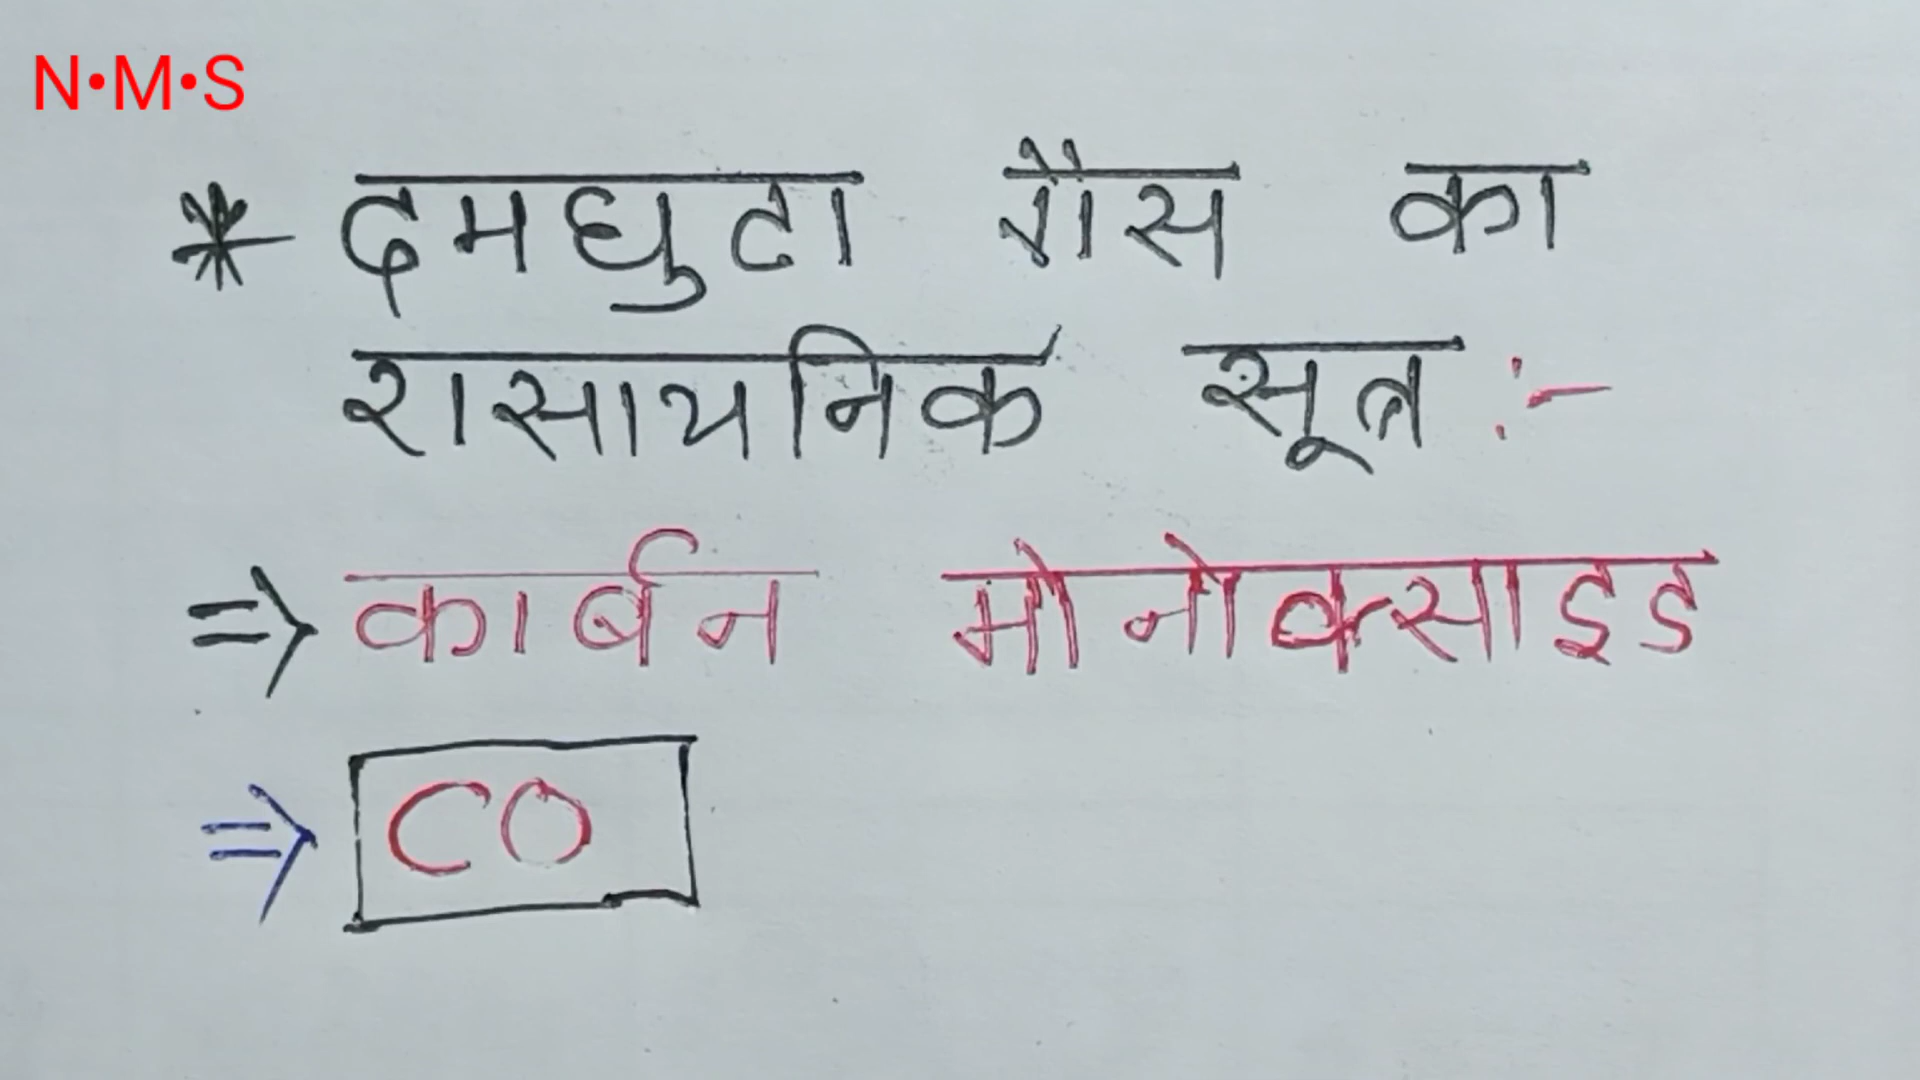 N•M•S
* दमघुटा गैस का
रासायनिक सूत्र :-
⇒ कार्बन मोनोक्साइड
⇒ CO